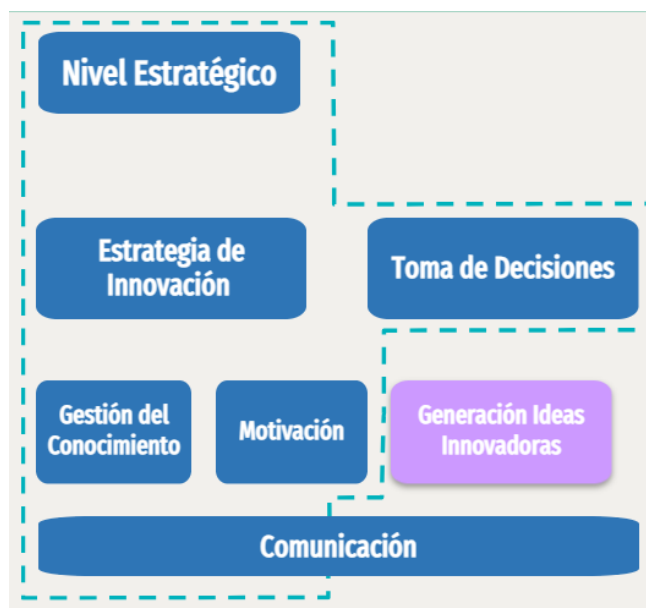 Nivel Estratégico
Estrategia de
Innovación
Toma de Decisiones
Gestión del
Conocimiento
Motivación
Generación Ideas
Innovadoras
Comunicación